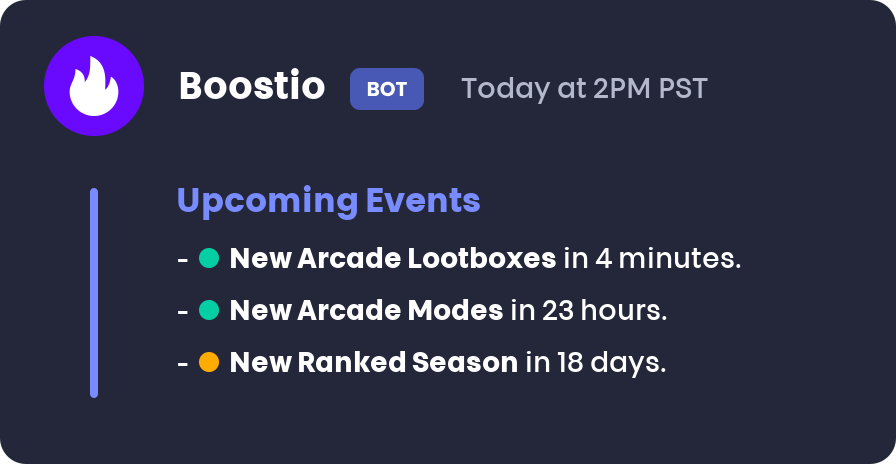 Boostio BOT Today at 2PM PST
Upcoming Events
- New Arcade Lootboxes in 4 minutes.
- New Arcade Modes in 23 hours.
- New Ranked Season in 18 days.